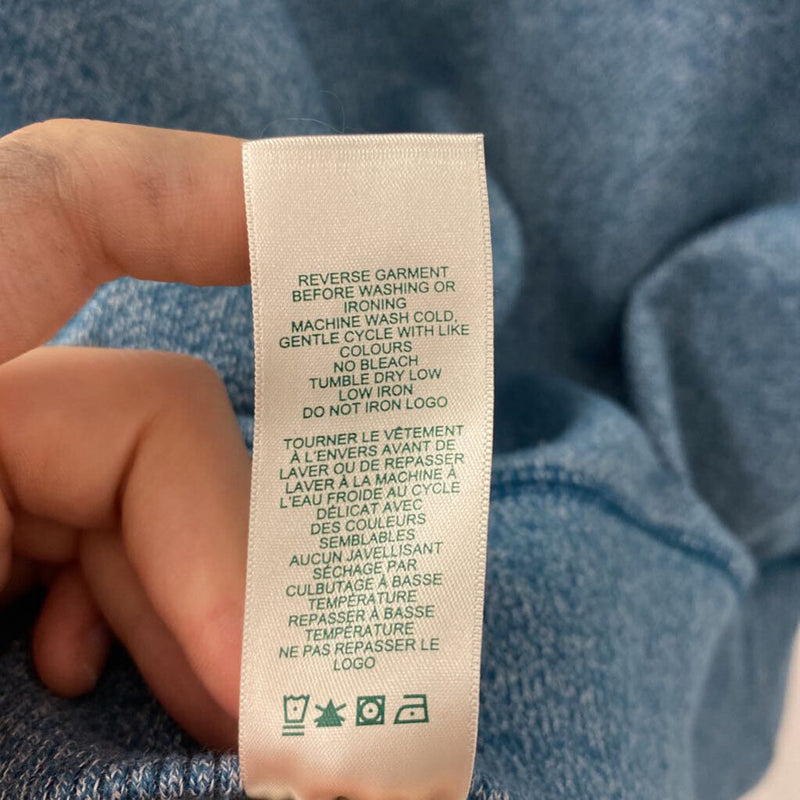 REVERSE GARMENT
BEFORE WASHING OR
IRONING
MACHINE WASH COLD,
GENTLE CYCLE WITH LIKE
COLOURS
NO BLEACH
TUMBLE DRY LOW
LOW IRON
DO NOT IRON LOGO
TOURNER LE VÊTEMENT
À L'ENVERS AVANT DE
LAVER OU DE REPASSER
LAVER À LA MACHINE À
L'EAU FROIDE AU CYCLE
DÉLICAT AVEC
DES COULEURS
SEMBLABLES
AUCUN JAVELLISANT
SÉCHAGE PAR
CULBUTAGE À BASSE
TEMPÉRATURE
REPASSER À BASSE
TEMPÉRATURE
NE PAS REPASSER LE
LOGO